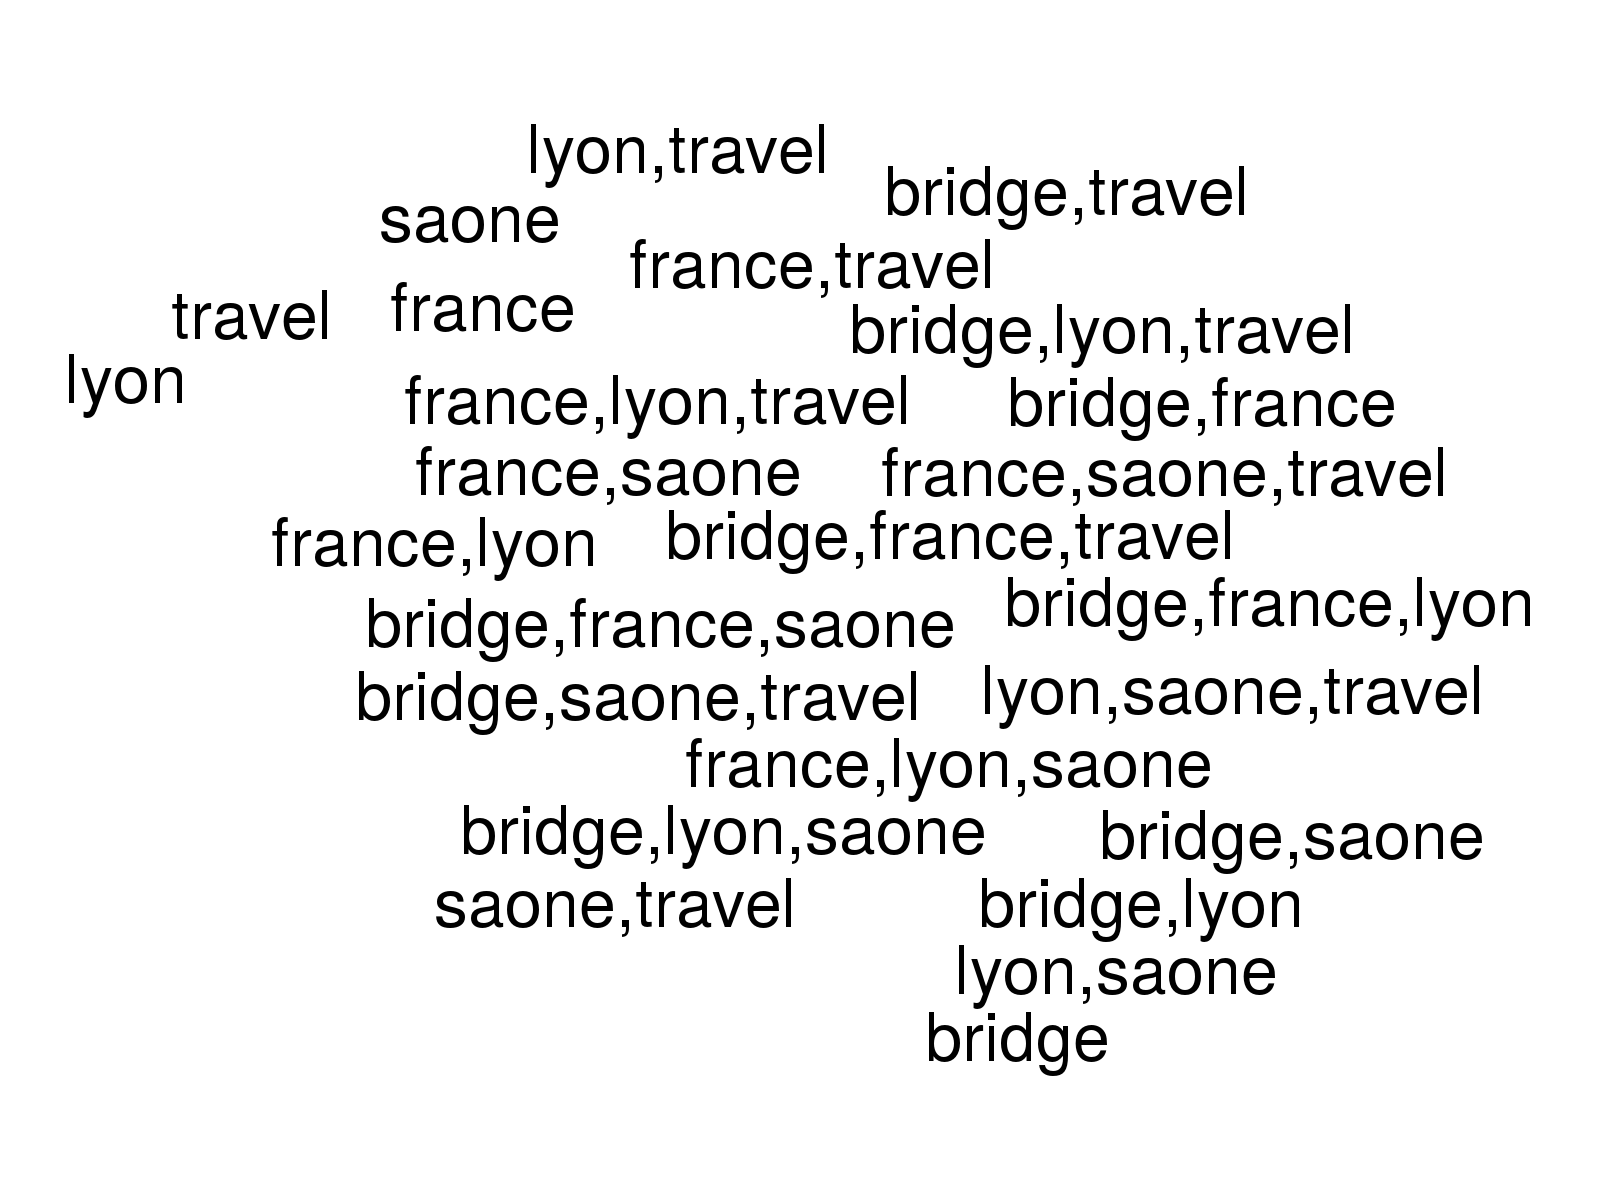 lyon,travel
bridge,travel
saone
france,travel
travel
france
bridge,lyon,travel
lyon
france,lyon,travel
bridge,france
france,saone
france,saone,travel
france,lyon
bridge,france,travel
bridge,france,lyon
bridge,france,saone
bridge,saone,travel
lyon,saone,travel
france,lyon,saone
bridge,lyon,saone
bridge,saone
saone,travel
bridge,lyon
lyon,saone
bridge